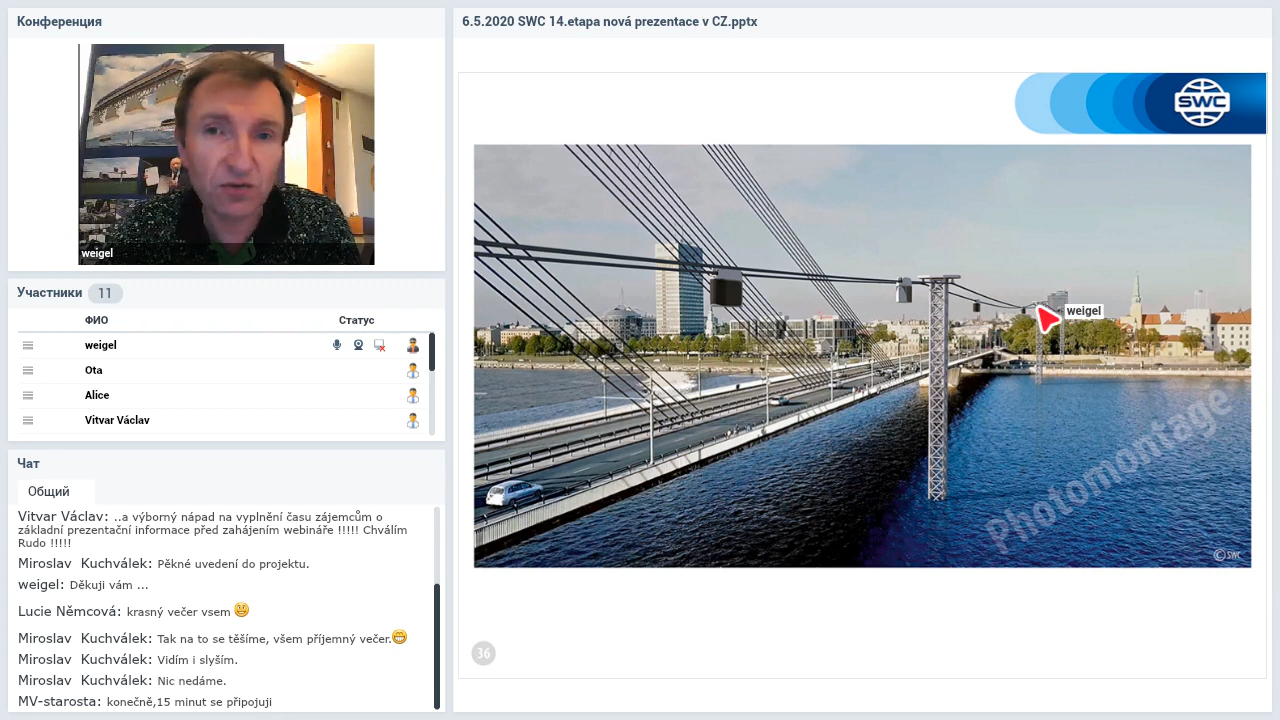 Конференция
weigel
Участники 11
ФИО Статус
weigel
Ota
Alice
Vitvar Václav
Чат
Общий
Vitvar Václav: ..a výborný nápad na vyplnění času zájemcům o
základní prezentační informace před zahájením webináře !!!!! Chválím
Rudo !!!!!
Miroslav Kuchválek: Pěkné uvedení do projektu.
weigel: Děkuji vám ...
Lucie Němcová: krasný večer vsem
Miroslav Kuchválek: Tak na to se těšíme, všem příjemný večer.
Miroslav Kuchválek: Vidím i slyším.
Miroslav Kuchválek: Nic nedáme.
MV-starosta: konečně,15 minut se připojuji
6.5.2020 SWC 14.etapa nová prezentace v CZ.pptx
SWC
weigel
Photomontage
© SWC
36